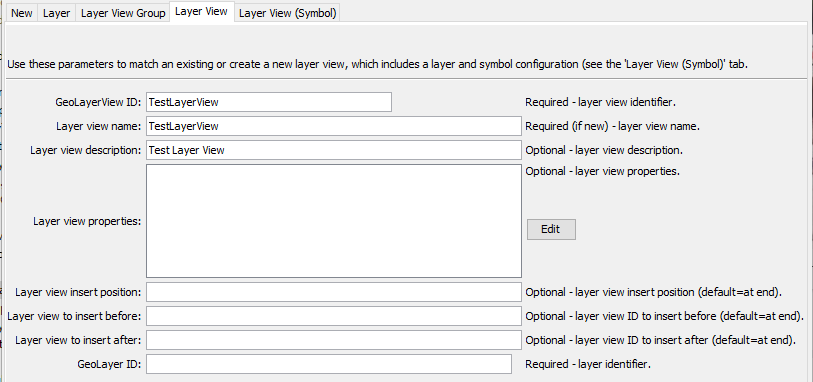 New Layer Layer View Group Layer View Layer View (Symbol)
Use these parameters to match an existing or create a new layer view, which includes a layer and symbol configuration (see the 'Layer View (Symbol)' tab.
GeoLayerView ID: TestLayerView Required - layer view identifier.
Layer view name: TestLayerView Required (if new) - layer view name.
Layer view description: Test Layer View Optional - layer view description.
Optional - layer view properties.
Layer view properties: Edit
Layer view insert position: Optional - layer view insert position (default=at end).
Layer view to insert before: Optional - layer view ID to insert before (default=at end).
Layer view to insert after: Optional - layer view ID to insert after (default=at end).
GeoLayer ID: Required - layer identifier.